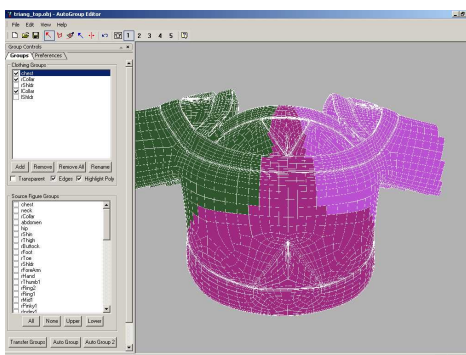 triang_top.obj - AutoGroup Editor
File Edit View Help
1 2 3 4 5
Group Controls
Groups Preferences
Clothing Groups
chest
rCollar
rShldr
lCollar
lShldr
Add Remove Remove All Rename
Transparent Edges Highlight Poly
Source Figure Groups
chest
neck
rCollar
abdomen
hip
rShin
rThigh
rButtock
rFoot
rToe
rShldr
rForeArm
rHand
rThumb1
rRing2
rRing1
rMid1
rPinky1
rIndex1
All None Upper Lower
Transfer Groups Auto Group Auto Group 2